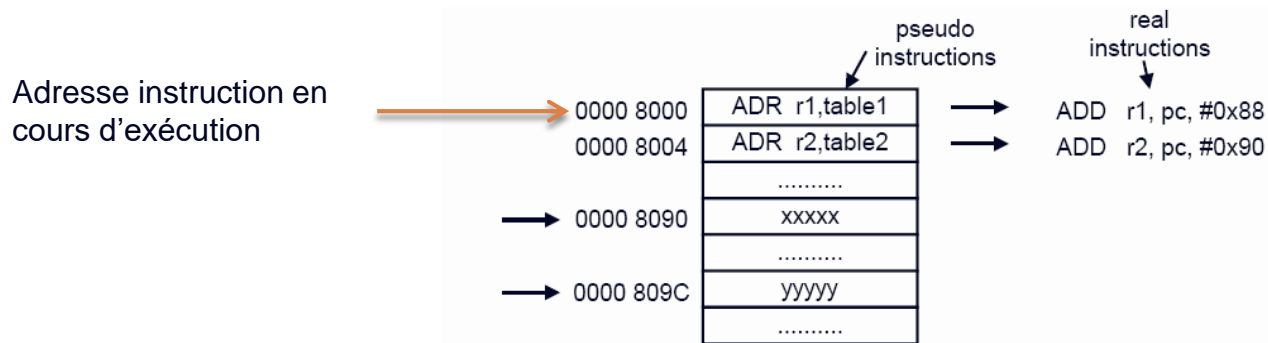 pseudo
instructions
real
instructions
Adresse instruction en
cours d’exécution
0000 8000 ADR r1,table1 ADD r1, pc, #0x88
0000 8004 ADR r2,table2 ADD r2, pc, #0x90
..........
0000 8090 xxxxx
..........
0000 809C yyyyy
..........